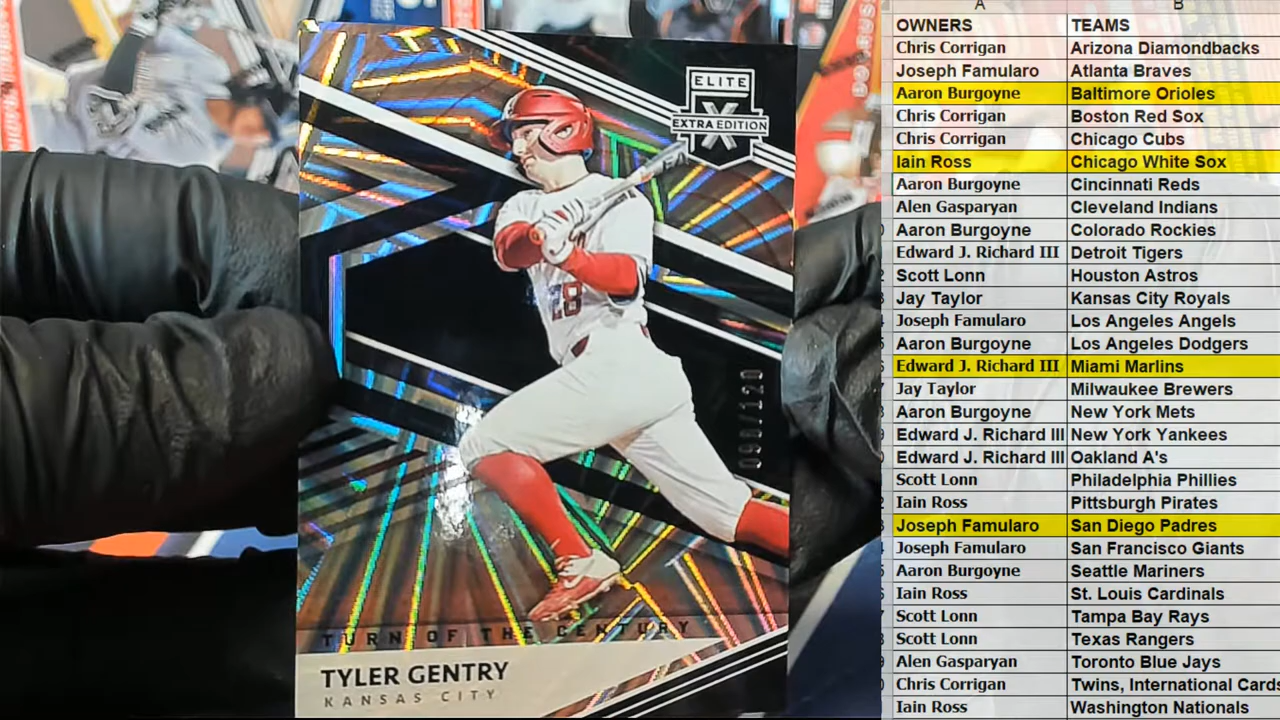 ELITE
X
EXTRA EDITION
28
090/120
TURN OF THE CENTURY
TYLER GENTRY
KANSAS CITY
A B
OWNERS TEAMS
Chris Corrigan Arizona Diamondbacks
Joseph Famularo Atlanta Braves
Aaron Burgoyne Baltimore Orioles
Chris Corrigan Boston Red Sox
Chris Corrigan Chicago Cubs
Iain Ross Chicago White Sox
Aaron Burgoyne Cincinnati Reds
Alen Gasparyan Cleveland Indians
Aaron Burgoyne Colorado Rockies
Edward J. Richard III Detroit Tigers
Scott Lonn Houston Astros
Jay Taylor Kansas City Royals
Joseph Famularo Los Angeles Angels
Aaron Burgoyne Los Angeles Dodgers
Edward J. Richard III Miami Marlins
Jay Taylor Milwaukee Brewers
Aaron Burgoyne New York Mets
Edward J. Richard III New York Yankees
Edward J. Richard III Oakland A's
Scott Lonn Philadelphia Phillies
Iain Ross Pittsburgh Pirates
Joseph Famularo San Diego Padres
Joseph Famularo San Francisco Giants
Aaron Burgoyne Seattle Mariners
Iain Ross St. Louis Cardinals
Scott Lonn Tampa Bay Rays
Scott Lonn Texas Rangers
Alen Gasparyan Toronto Blue Jays
Chris Corrigan Twins, International Cards
Iain Ross Washington Nationals